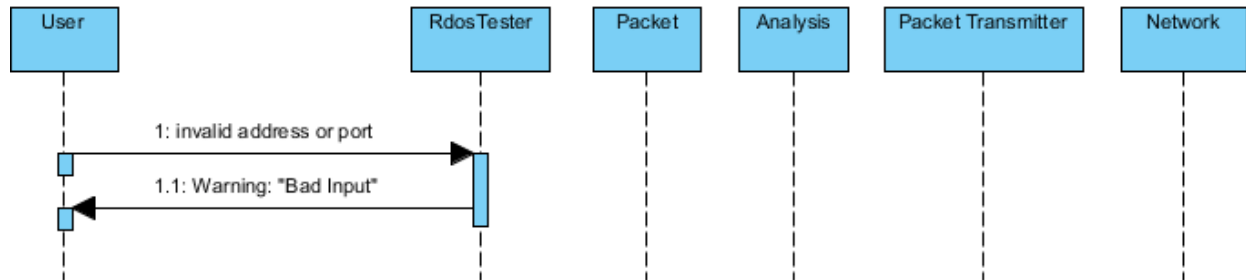 User
RdosTester
Packet
Analysis
Packet Transmitter
Network
1: invalid address or port
1.1: Warning: "Bad Input"